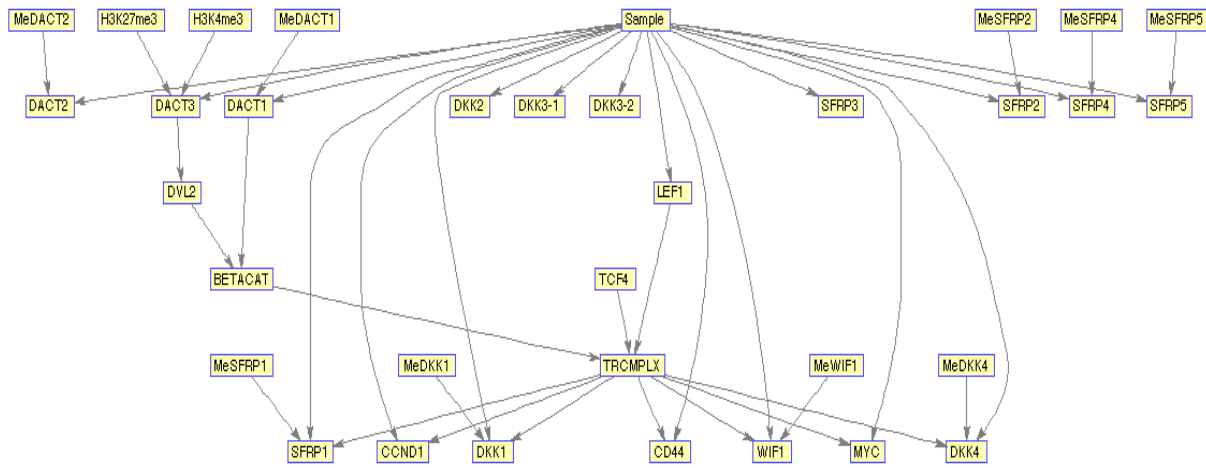 MeDACT2 H3K27me3 H3K4me3 MeDACT1 Sample MeSFRP2 MeSFRP4 MeSFRP5
DACT2 DACT3 DACT1 DKK2 DKK3-1 DKK3-2 SFRP3 SFRP2 SFRP4 SFRP5
DVL2 LEF1
BETACAT TCF4
MeSFRP1 MeDKK1 TRCMPLX MeWIF1 MeDKK4
SFRP1 CCND1 DKK1 CD44 WIF1 MYC DKK4